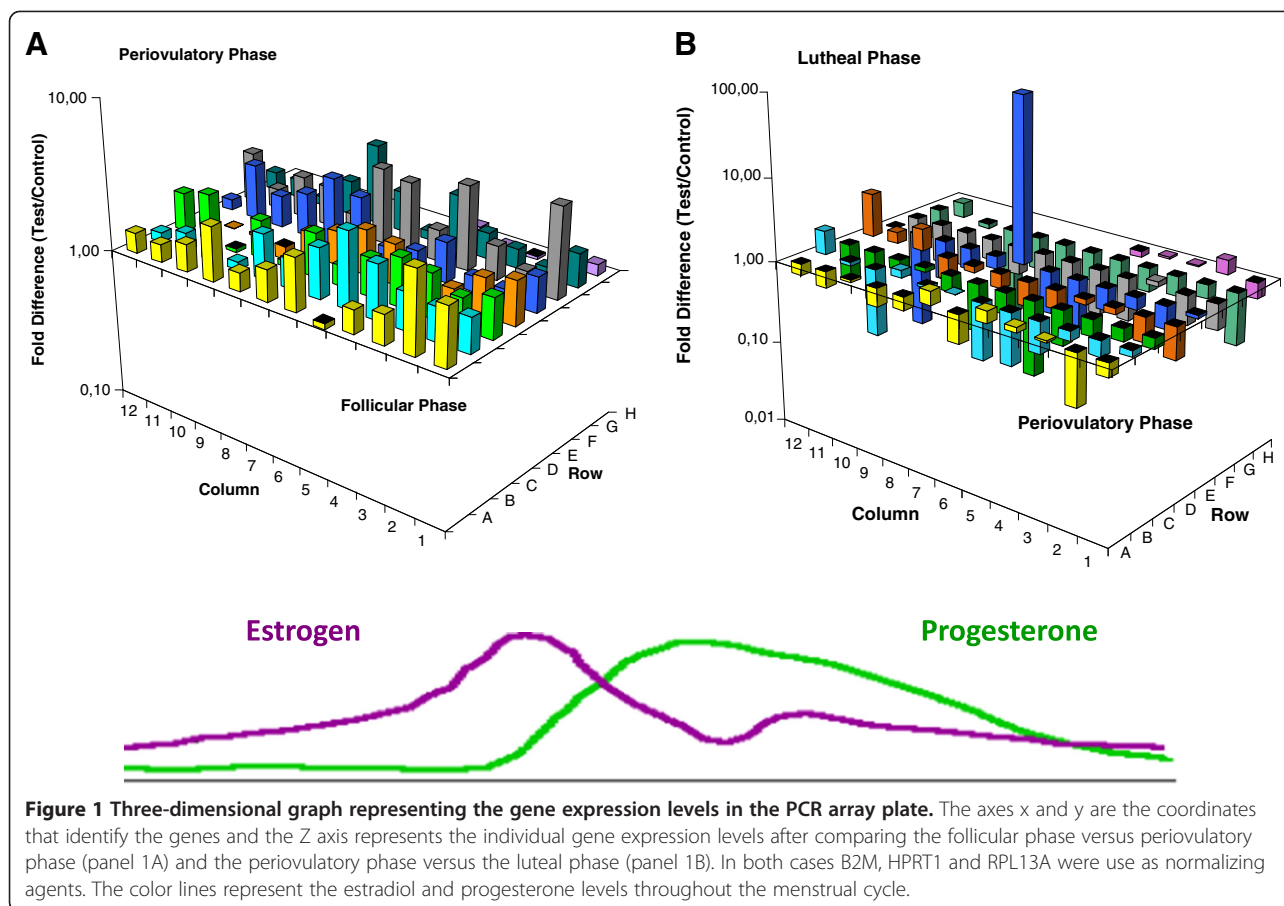 A
Periovulatory Phase
10,00
1,00
0,10
Fold Difference (Test/Control)
Follicular Phase
12 11 10 9 8 7 6 5 4 3 2 1
Column
A B C D E F G H
Row
B
Lutheal Phase
100,00
10,00
1,00
0,10
0,01
Fold Difference (Test/Control)
Periovulatory Phase
12 11 10 9 8 7 6 5 4 3 2 1
Column
A B C D E F G H
Row
Estrogen
Progesterone
Figure 1 Three-dimensional graph representing the gene expression levels in the PCR array plate. The axes x and y are the coordinates
that identify the genes and the Z axis represents the individual gene expression levels after comparing the follicular phase versus periovulatory
phase (panel 1A) and the periovulatory phase versus the luteal phase (panel 1B). In both cases B2M, HPRT1 and RPL13A were use as normalizing
agents. The color lines represent the estradiol and progesterone levels throughout the menstrual cycle.